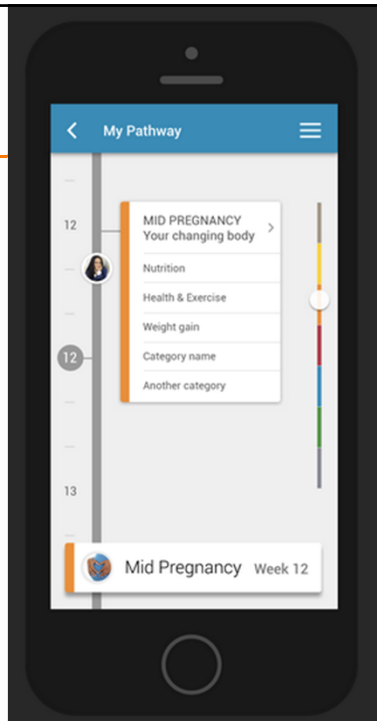 My Pathway
12
MID PREGNANCY
Your changing body
Nutrition
Health & Exercise
Weight gain
12
Category name
Another category
13
Mid Pregnancy Week 12